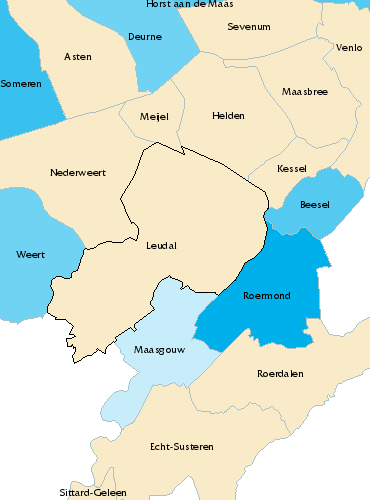 Horst aan de Maas
Sevenum
Deurne
Venlo
Asten
Someren
Maasbree
Meijel
Helden
Kessel
Nederweert
Beesel
Leudal
Weert
Roermond
Maasgouw
Roerdalen
Echt-Susteren
Sittard-Geleen